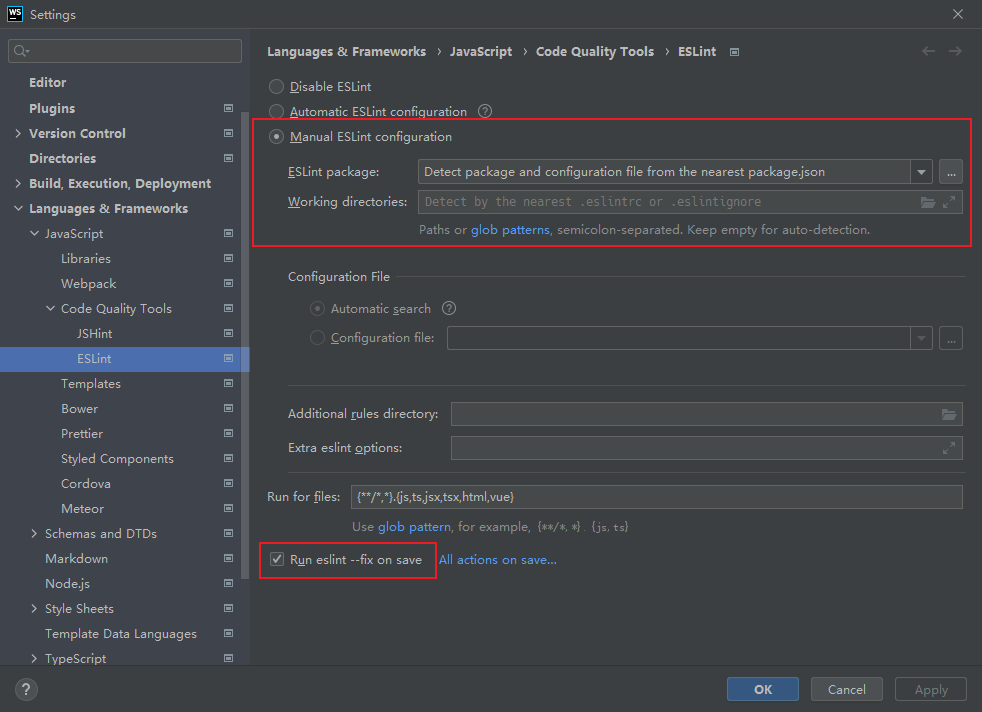 WS Settings
Editor
Plugins
Version Control
Directories
Build, Execution, Deployment
Languages & Frameworks
JavaScript
Libraries
Webpack
Code Quality Tools
JSHint
ESLint
Templates
Bower
Prettier
Styled Components
Cordova
Meteor
Schemas and DTDs
Markdown
Node.js
Style Sheets
Template Data Languages
TypeScript
Languages & Frameworks › JavaScript › Code Quality Tools › ESLint
Disable ESLint
Automatic ESLint configuration ?
Manual ESLint configuration
ESLint package: Detect package and configuration file from the nearest package.json ...
Working directories: Detect by the nearest .eslintrc or .eslintignore
Paths or glob patterns, semicolon-separated. Keep empty for auto-detection.
Configuration File
Automatic search ?
Configuration file: ...
Additional rules directory:
Extra eslint options:
Run for files: {**/*,*}.{js,ts,jsx,tsx,html,vue}
Use glob pattern, for example, {**/*,*}.{js,ts}
Run eslint --fix on save All actions on save...
? OK Cancel Apply